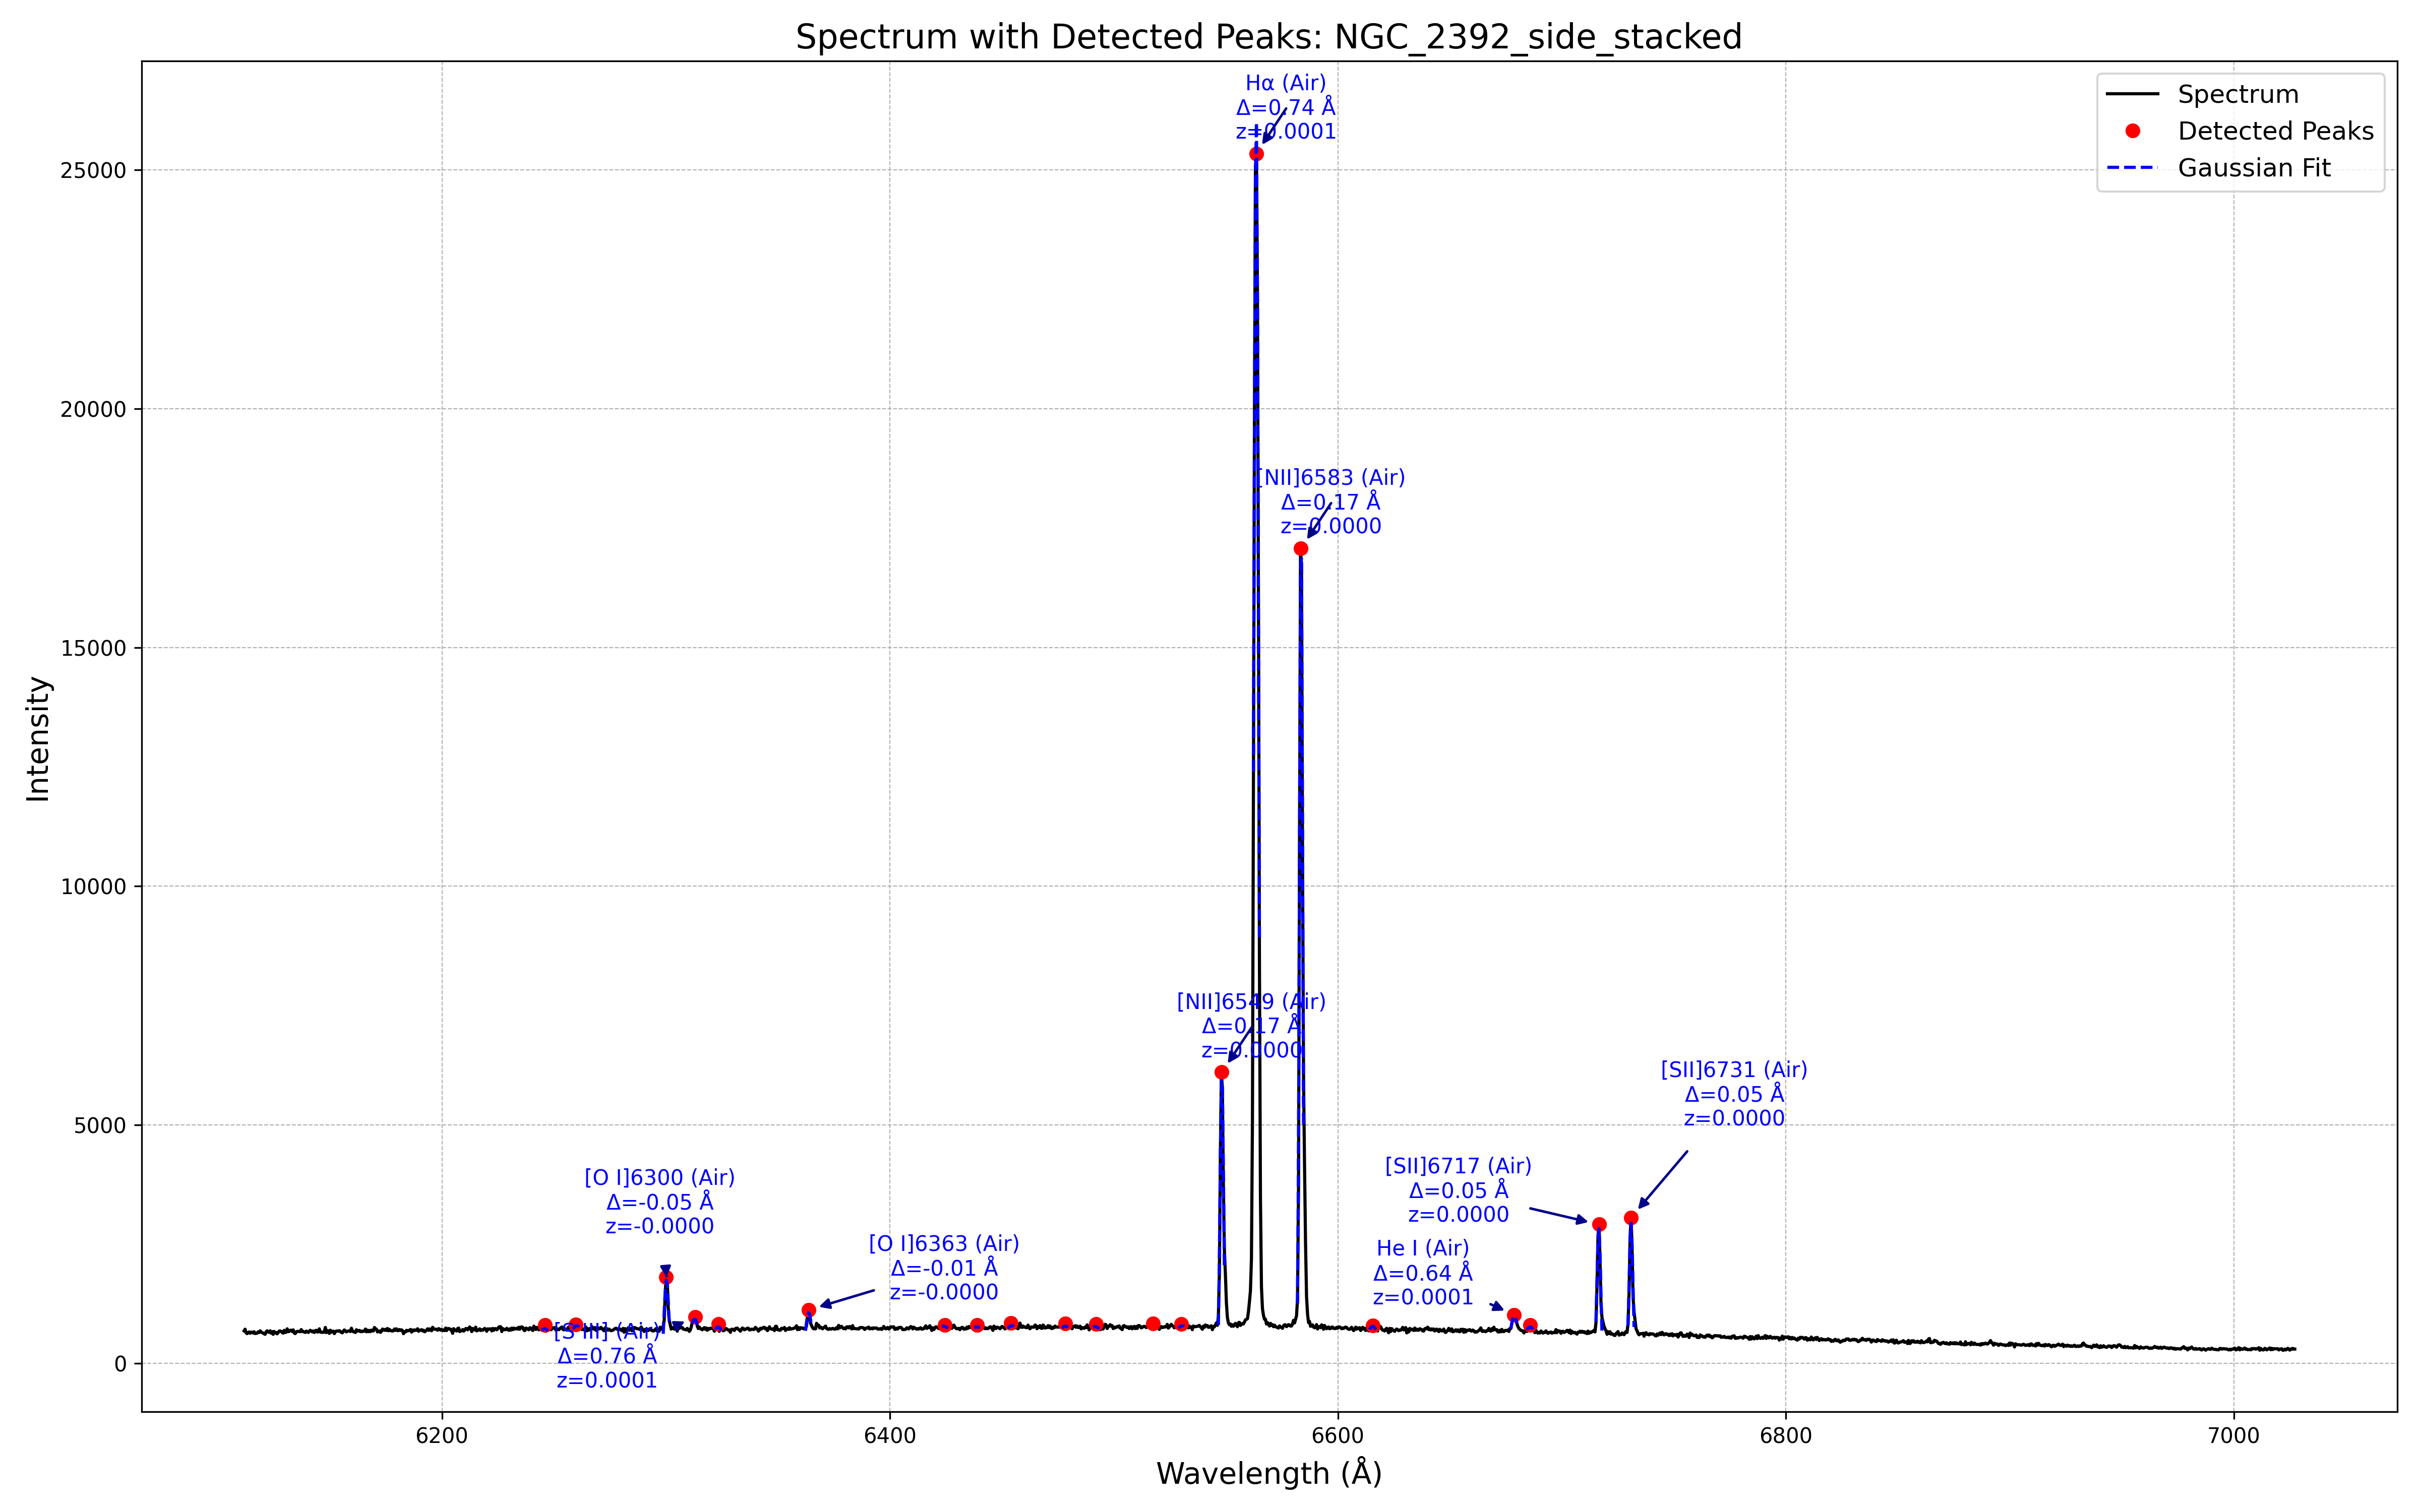 Spectrum with Detected Peaks: NGC_2392_side_stacked
Hα (Air)
Δ=0.74 Å
z=0.0001
Spectrum
Detected Peaks
Gaussian Fit
25000
20000
15000
10000
5000
0
Intensity
[NII]6583 (Air)
Δ=0.17 Å
z=0.0000
[NII]6549 (Air)
Δ=0.17 Å
z=0.0000
[SII]6731 (Air)
Δ=0.05 Å
z=0.0000
[SII]6717 (Air)
Δ=0.05 Å
z=0.0000
[O I]6300 (Air)
Δ=-0.05 Å
z=-0.0000
[O I]6363 (Air)
Δ=-0.01 Å
z=-0.0000
He I (Air)
Δ=0.64 Å
z=0.0001
[S III] (Air)
Δ=0.76 Å
z=0.0001
6200
6400
6600
6800
7000
Wavelength (Å)